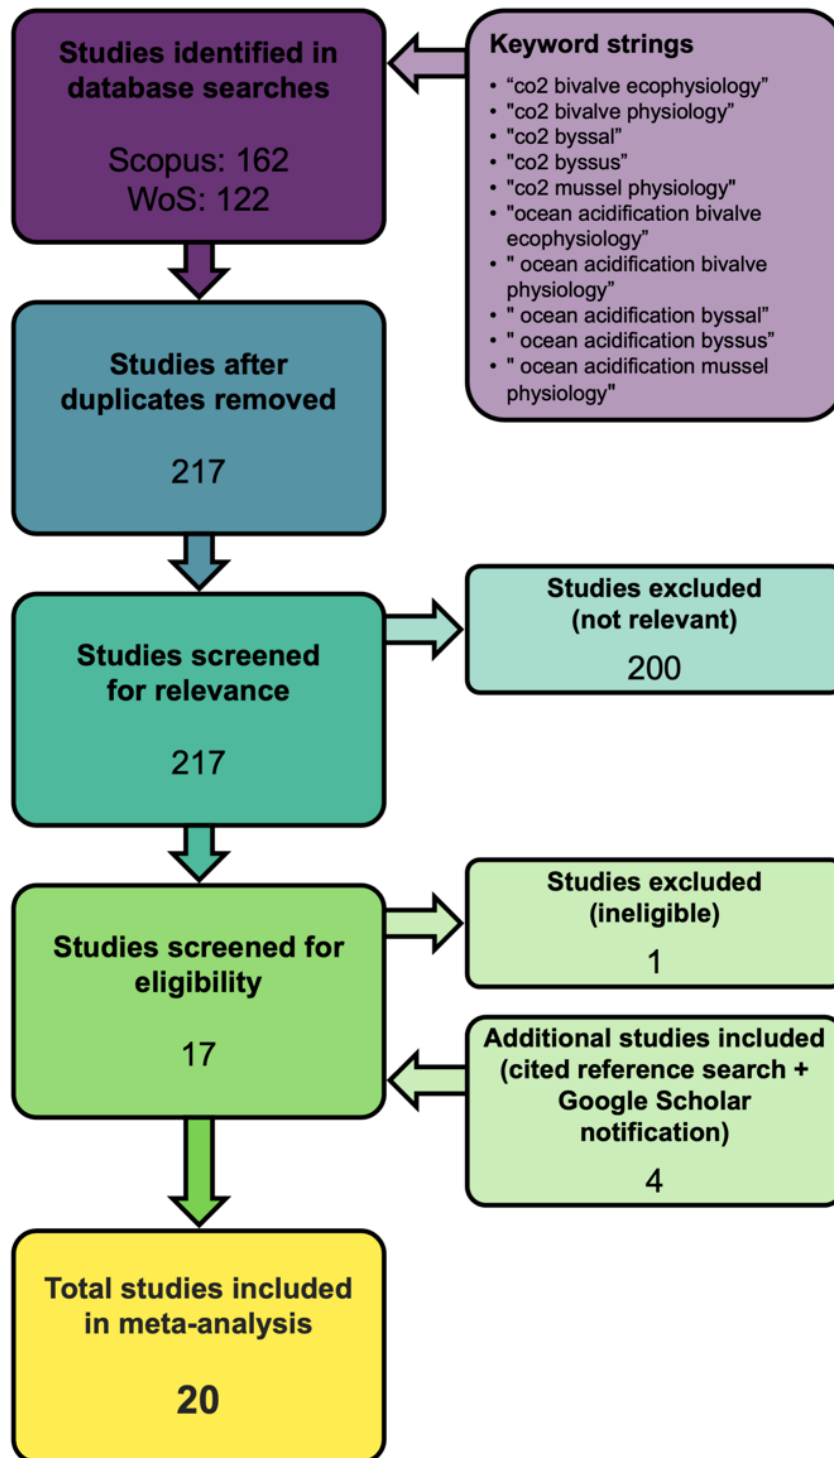 Studies identified in
database searches
Scopus: 162
WoS: 122
Keyword strings
• “co2 bivalve ecophysiology”
• "co2 bivalve physiology”
• "co2 byssal”
• “co2 byssus”
• “co2 mussel physiology"
• "ocean acidification bivalve
ecophysiology”
• " ocean acidification bivalve
physiology”
• " ocean acidification byssal”
• " ocean acidification byssus”
• " ocean acidification mussel
physiology"
Studies after
duplicates removed
217
Studies screened
for relevance
217
Studies excluded
(not relevant)
200
Studies screened for
eligibility
17
Studies excluded
(ineligible)
1
Additional studies included
(cited reference search +
Google Scholar
notification)
4
Total studies included
in meta-analysis
20